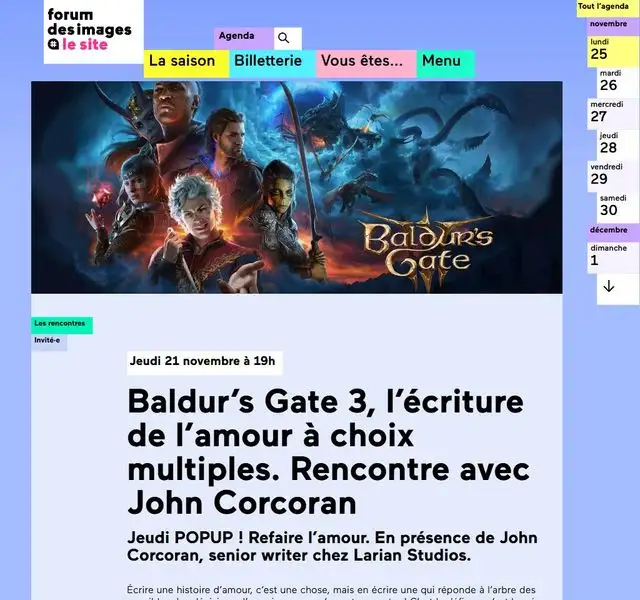 forum
des images
le site
Agenda
La saison
Billetterie
Vous êtes...
Menu
Tout l'agenda
novembre
lundi
25
mardi
26
mercredi
27
jeudi
28
vendredi
29
samedi
30
décembre
dimanche
1
Baldur's
Gate
Les rencontres
Invité·e
Jeudi 21 novembre à 19h
Baldur's Gate 3, l'écriture
de l'amour à choix
multiples. Rencontre avec
John Corcoran
Jeudi POPUP ! Refaire l'amour. En présence de John
Corcoran, senior writer chez Larian Studios.
Écrire une histoire d'amour, c'est une chose, mais en écrire une qui réponde à l'arbre des